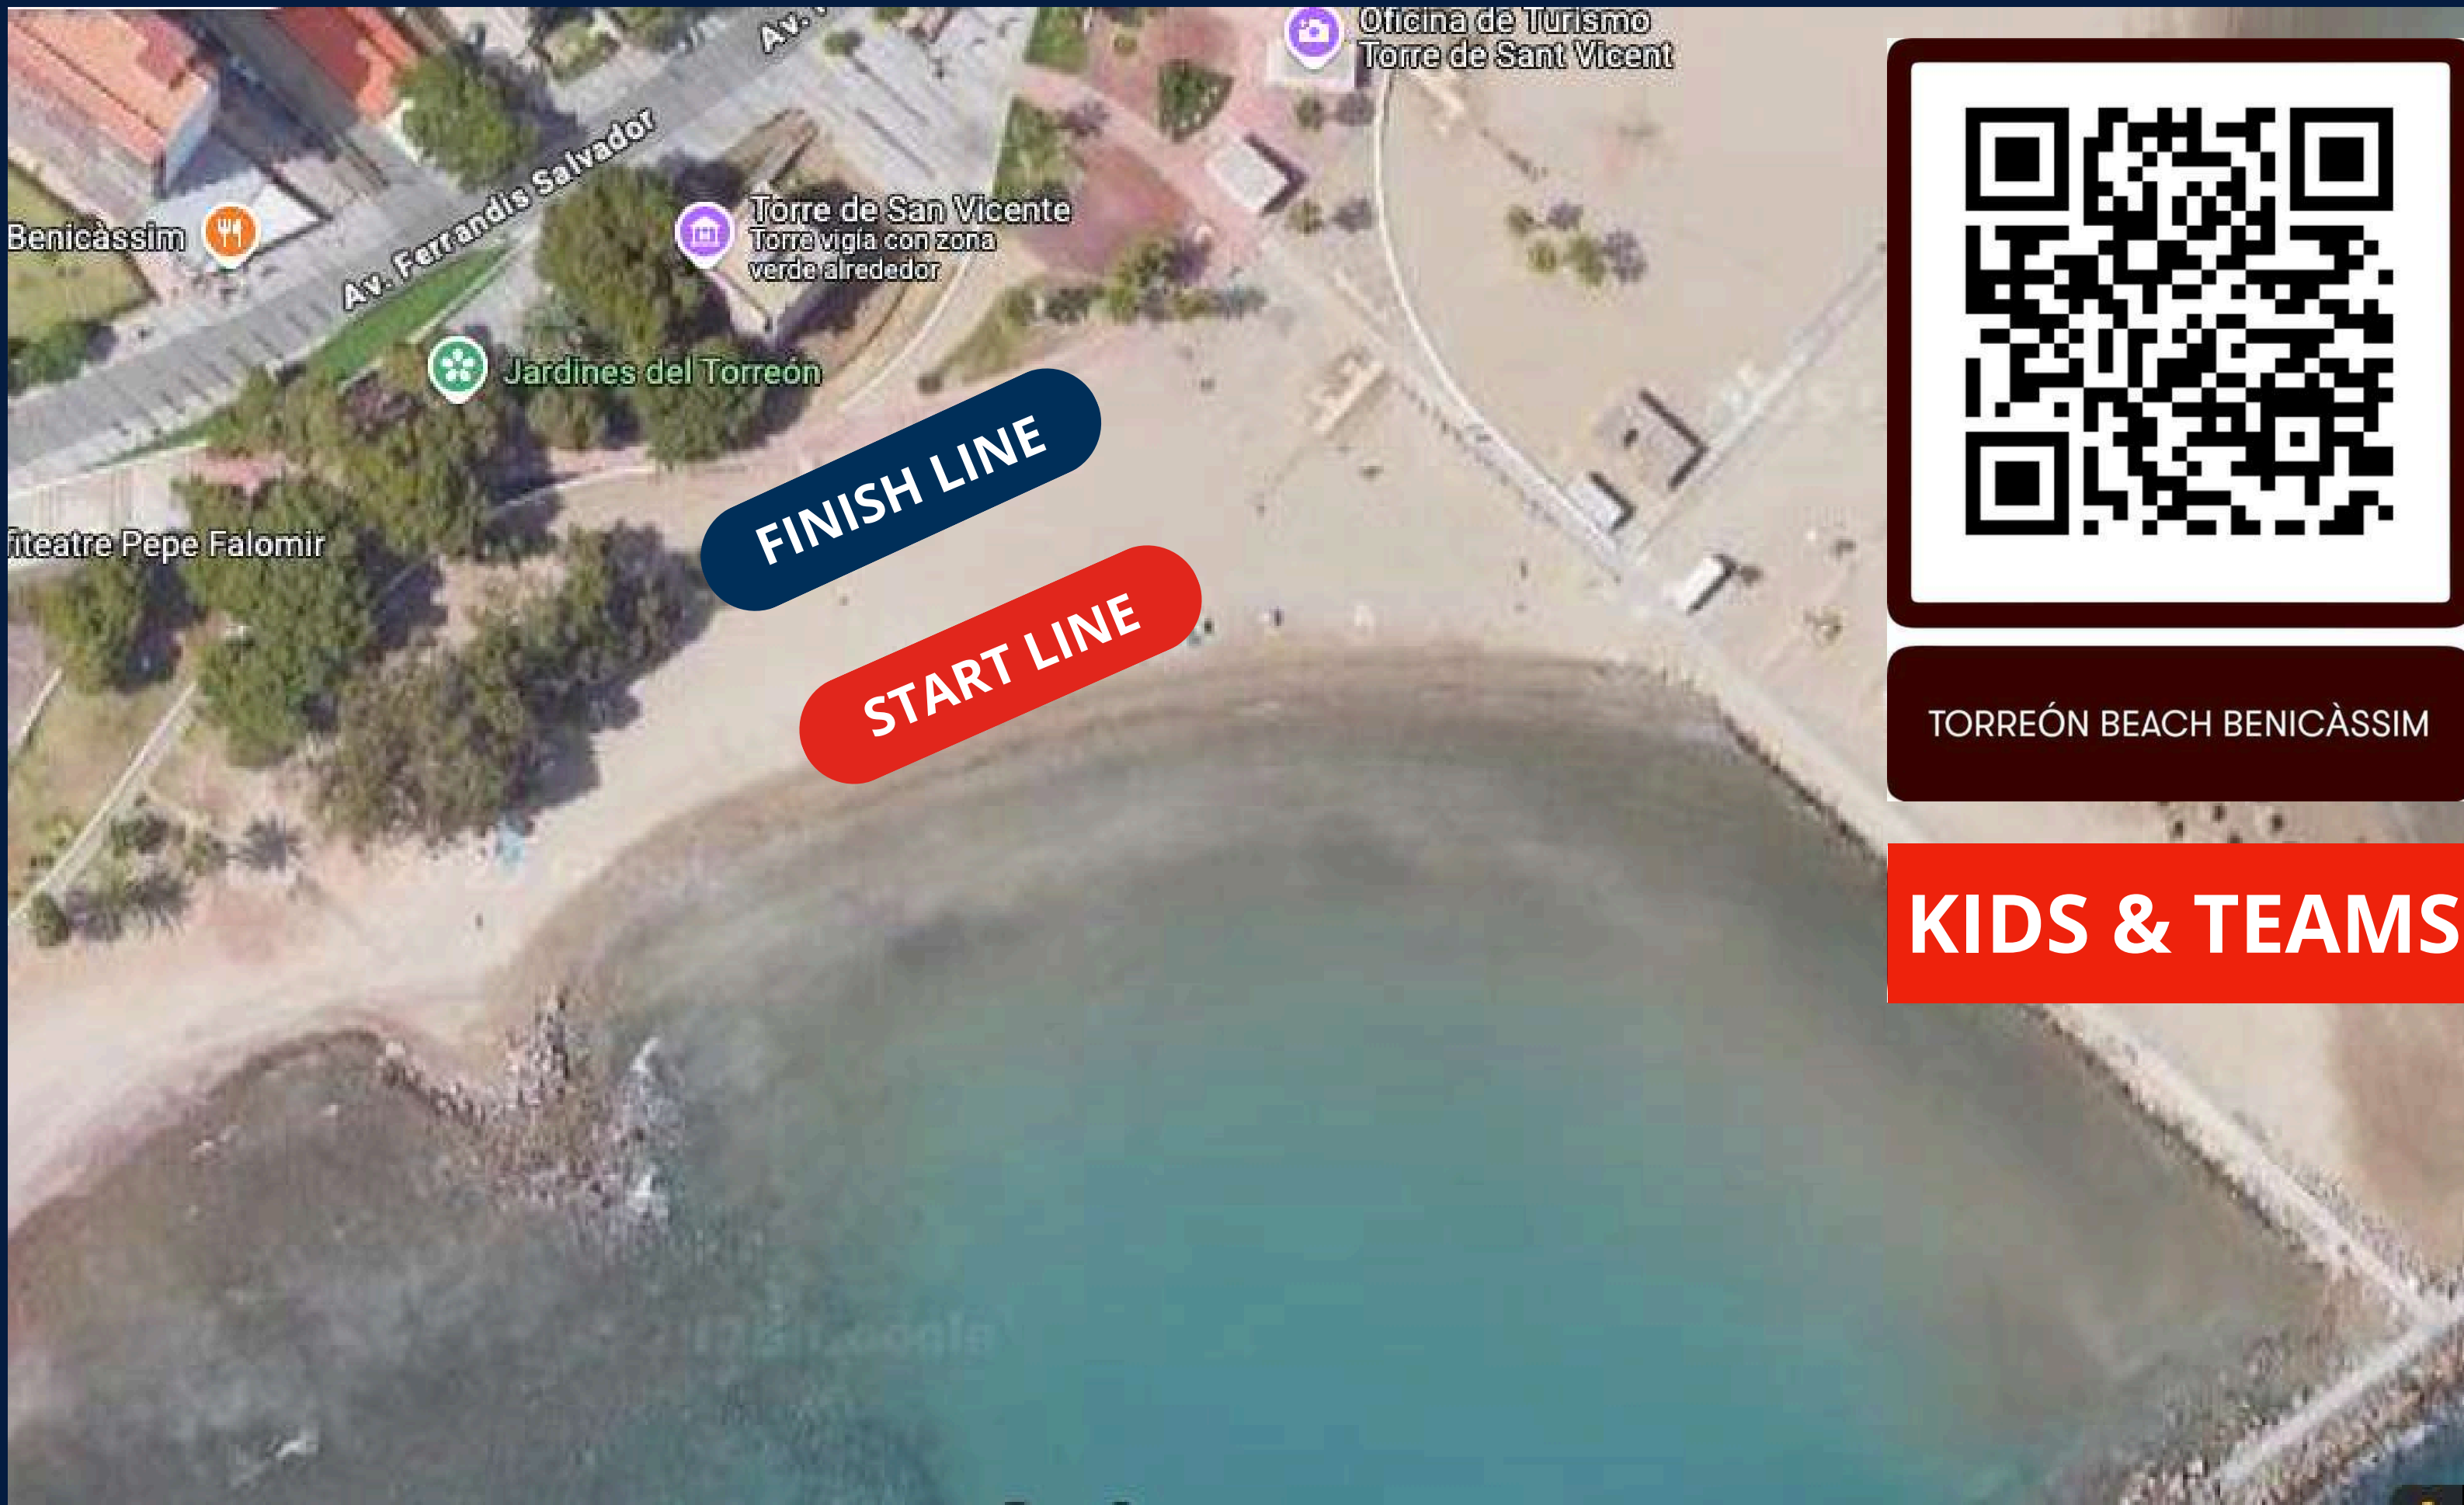 Oficina de Turismo
Torre de Sant Vicent
Av.
Av. Ferrandis Salvador
Torre de San Vicente
Torre vigía con zona
verde alrededor
Benicàssim
Jardines del Torreón
FINISH LINE
fiteatre Pepe Falomir
START LINE
TORREÓN BEACH BENICÀSSIM
KIDS & TEAMS